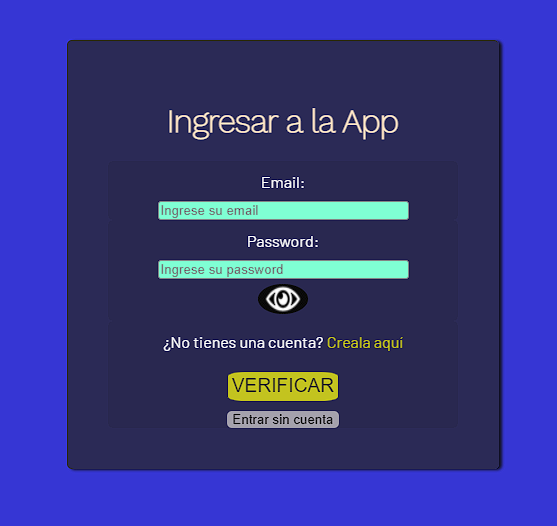 Ingresar a la App
Email:
Ingrese su email
Password:
Ingrese su password
¿No tienes una cuenta? Creala aquí
VERIFICAR
Entrar sin cuenta